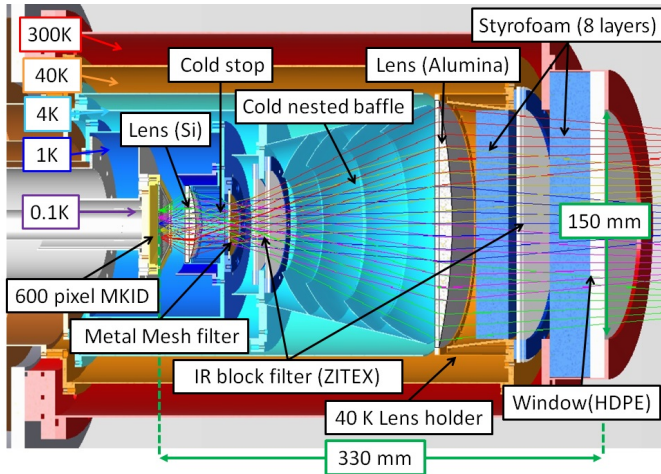 300K
40K
4K
1K
0.1K
Cold stop
Lens (Si)
Cold nested baffle
Lens (Alumina)
Styrofoam (8 layers)
150 mm
600 pixel MKID
Metal Mesh filter
IR block filter (ZITEX)
40 K Lens holder
Window(HDPE)
330 mm